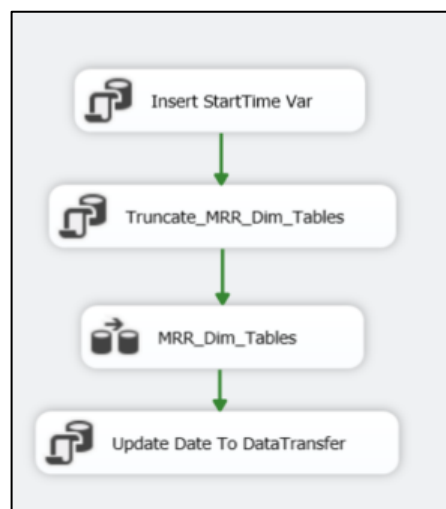 Insert StartTime Var
Truncate_MRR_Dim_Tables
MRR_Dim_Tables
Update Date To DataTransfer